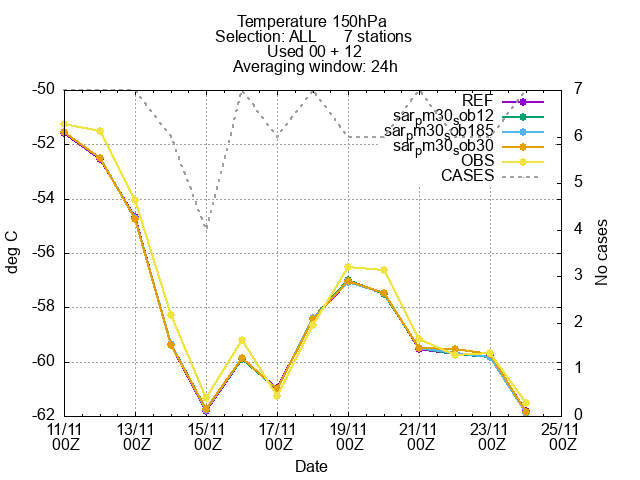 Temperature 150hPa
Selection: ALL      7 stations
Used 00 + 12
Averaging window: 24h
-50
-52
-54
-56
-58
-60
-62
deg C
7
6
5
4
3
2
1
0
No cases
REF
sarpm30sob12
sarpm30sob185
sarpm30sob30
OBS
CASES
11/11 13/11 15/11 17/11 19/11 21/11 23/11 25/11
00Z 00Z 00Z 00Z 00Z 00Z 00Z 00Z
Date